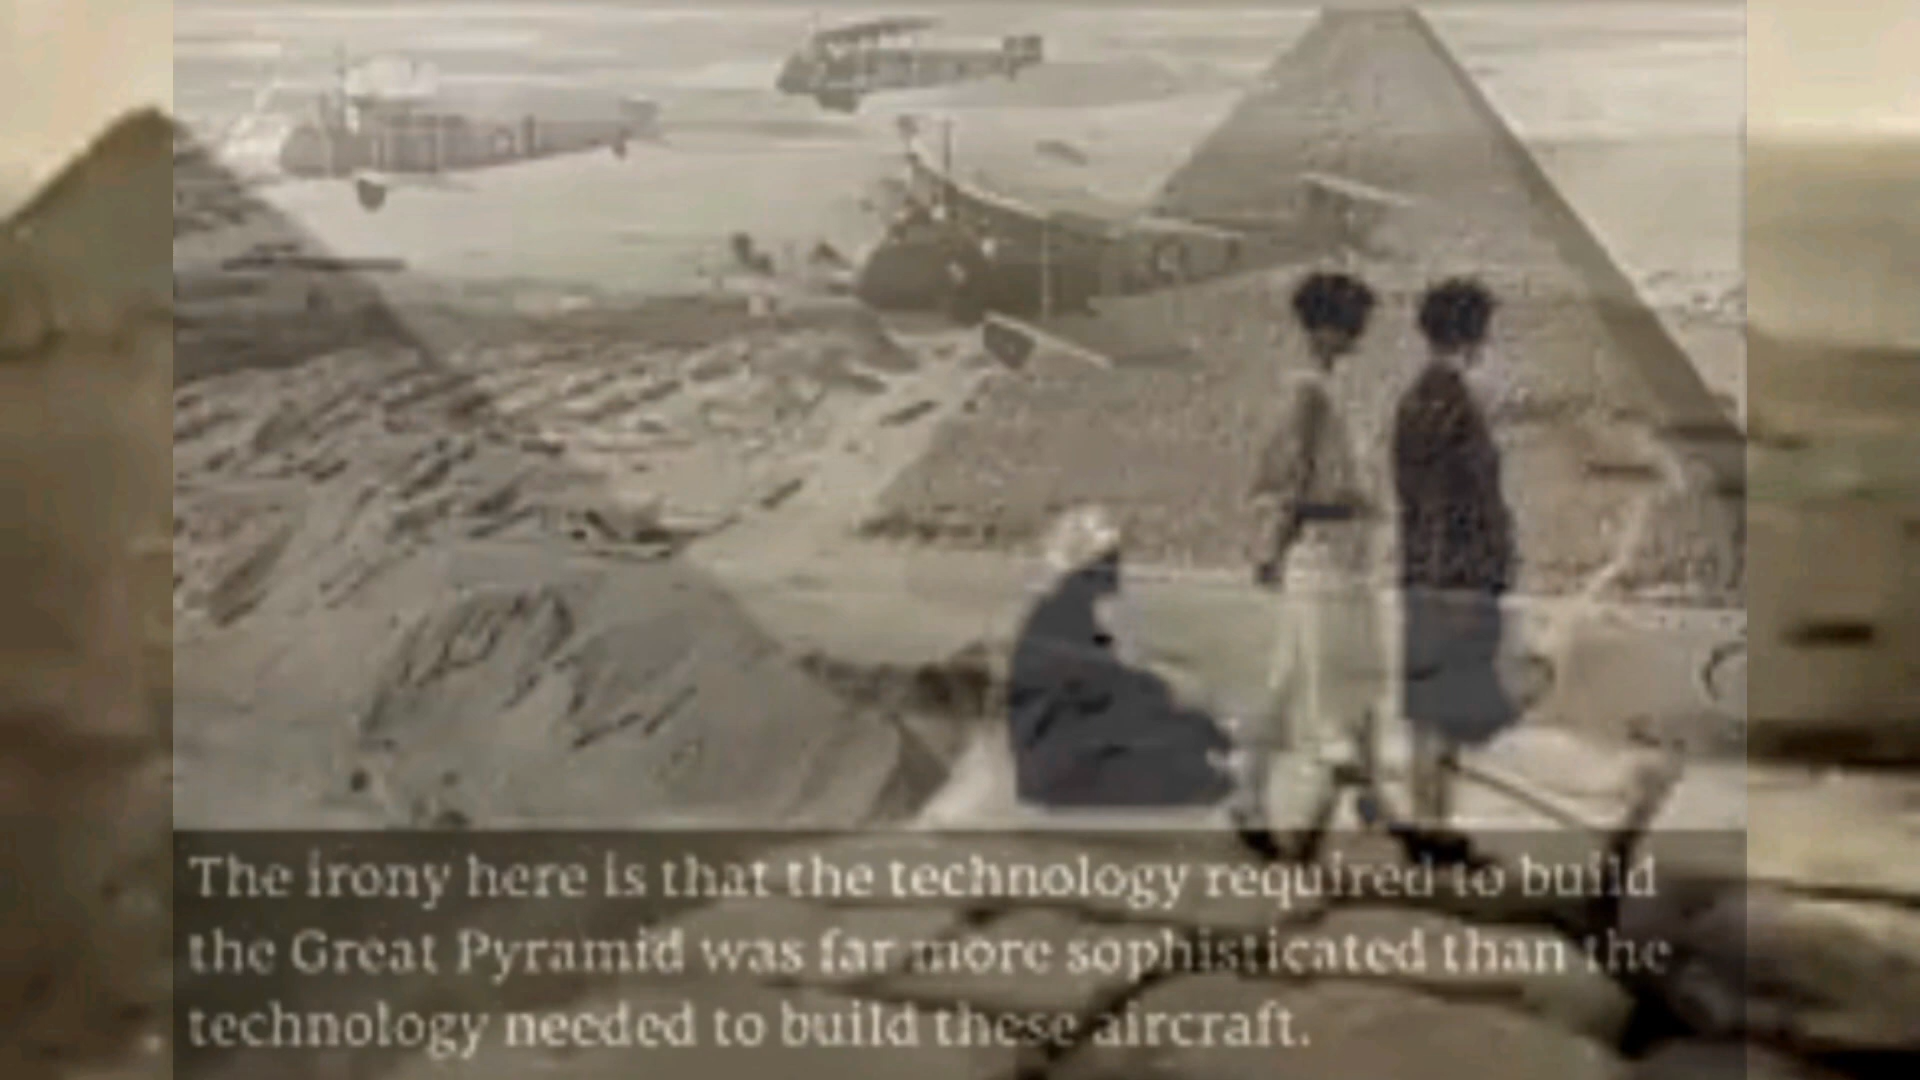 The irony here is that the technology required to build
the Great Pyramid was far more sophisticated than the
technology needed to build these aircraft.